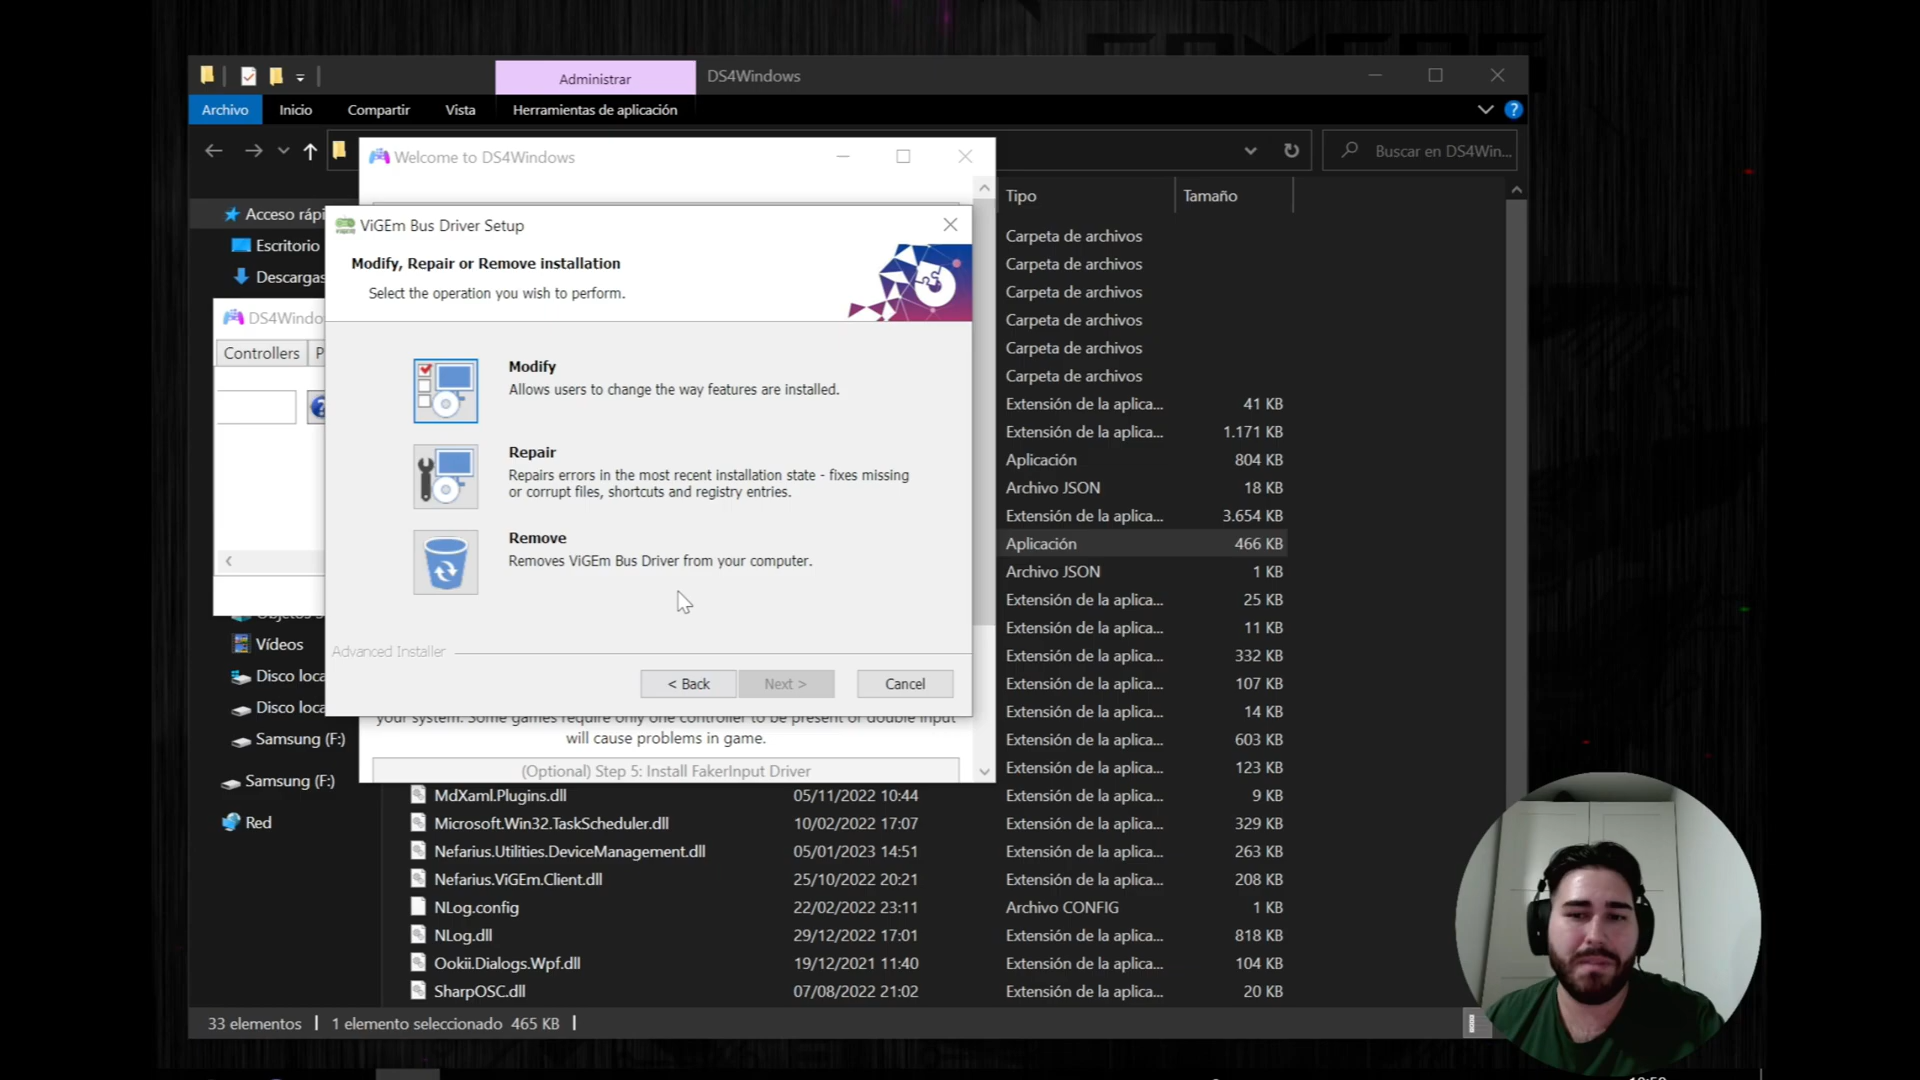 Administrar
DS4Windows
Archivo
Inicio
Compartir
Vista
Herramientas de aplicación
?
Welcome to DS4Windows
Buscar en DS4Win...
Tipo
Tamaño
Acceso rápi
Escritorio
Descargas
ViGEm Bus Driver Setup
Modify, Repair or Remove installation
Select the operation you wish to perform.
DS4Windo
Controllers
P
Modify
Allows users to change the way features are installed.
Repair
Repairs errors in the most recent installation state - fixes missing
or corrupt files, shortcuts and registry entries.
Remove
Removes ViGEm Bus Driver from your computer.
Advanced Installer
< Back
Next >
Cancel
your system. Some games require only one controller to be present or double input
will cause problems in game.
(Optional) Step 5: Install FakerInput Driver
Vídeos
Disco loca
Disco loca
Samsung (F:)
Samsung (F:)
Red
Carpeta de archivos
Carpeta de archivos
Carpeta de archivos
Carpeta de archivos
Carpeta de archivos
Carpeta de archivos
Extensión de la aplica... 41 KB
Extensión de la aplica... 1.171 KB
Aplicación 804 KB
Archivo JSON 18 KB
Extensión de la aplica... 3.654 KB
Aplicación 466 KB
Archivo JSON 1 KB
Extensión de la aplica... 25 KB
Extensión de la aplica... 11 KB
Extensión de la aplica... 332 KB
Extensión de la aplica... 107 KB
Extensión de la aplica... 14 KB
Extensión de la aplica... 603 KB
Extensión de la aplica... 123 KB
MdXaml.Plugins.dll 05/11/2022 10:44 Extensión de la aplica... 9 KB
Microsoft.Win32.TaskScheduler.dll 10/02/2022 17:07 Extensión de la aplica... 329 KB
Nefarius.Utilities.DeviceManagement.dll 05/01/2023 14:51 Extensión de la aplica... 263 KB
Nefarius.ViGEm.Client.dll 25/10/2022 20:21 Extensión de la aplica... 208 KB
NLog.config 22/02/2022 23:11 Archivo CONFIG 1 KB
NLog.dll 29/12/2022 17:01 Extensión de la aplica... 818 KB
Ookii.Dialogs.Wpf.dll 19/12/2021 11:40 Extensión de la aplica... 104 KB
SharpOSC.dll 07/08/2022 21:02 Extensión de la aplica... 20 KB
33 elementos
1 elemento seleccionado 465 KB